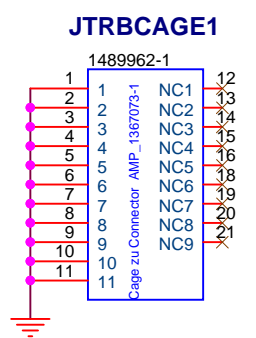 JTRBCAGE1
1489962-1
1 1 NC1 12
2 2 NC2 13
3 3 NC3 14
4 4 NC4 15
5 5 NC5 16
6 6 NC6 18
7 7 NC7 19
8 8 NC8 20
9 9 NC9 21
10 10
11 11
Cage zu Connector AMP_1367073-1